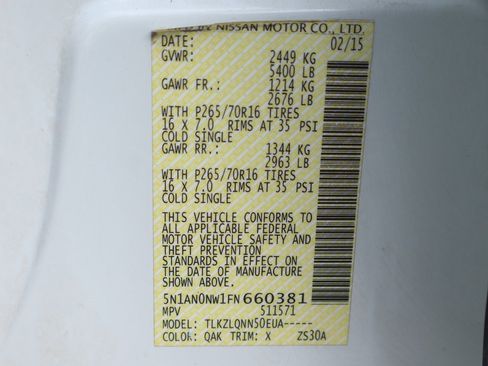 BY NISSAN MOTOR CO., LTD.
DATE: 02/15
GVWR: 2449 KG
5400 LB
GAWR FR.: 1214 KG
2676 LB
WITH P265/70R16 TIRES
16 X 7.0 RIMS AT 35 PSI
COLD SINGLE
GAWR RR.: 1344 KG
2963 LB
WITH P265/70R16 TIRES
16 X 7.0 RIMS AT 35 PSI
COLD SINGLE
THIS VEHICLE CONFORMS TO
ALL APPLICABLE FEDERAL
MOTOR VEHICLE SAFETY AND
THEFT PREVENTION
STANDARDS IN EFFECT ON
THE DATE OF MANUFACTURE
SHOWN ABOVE.
5N1AN0NW1FN660381
MPV 511571
MODEL: TLKZLQNN50EUA-----
COLOR: QAK TRIM: X ZS30A